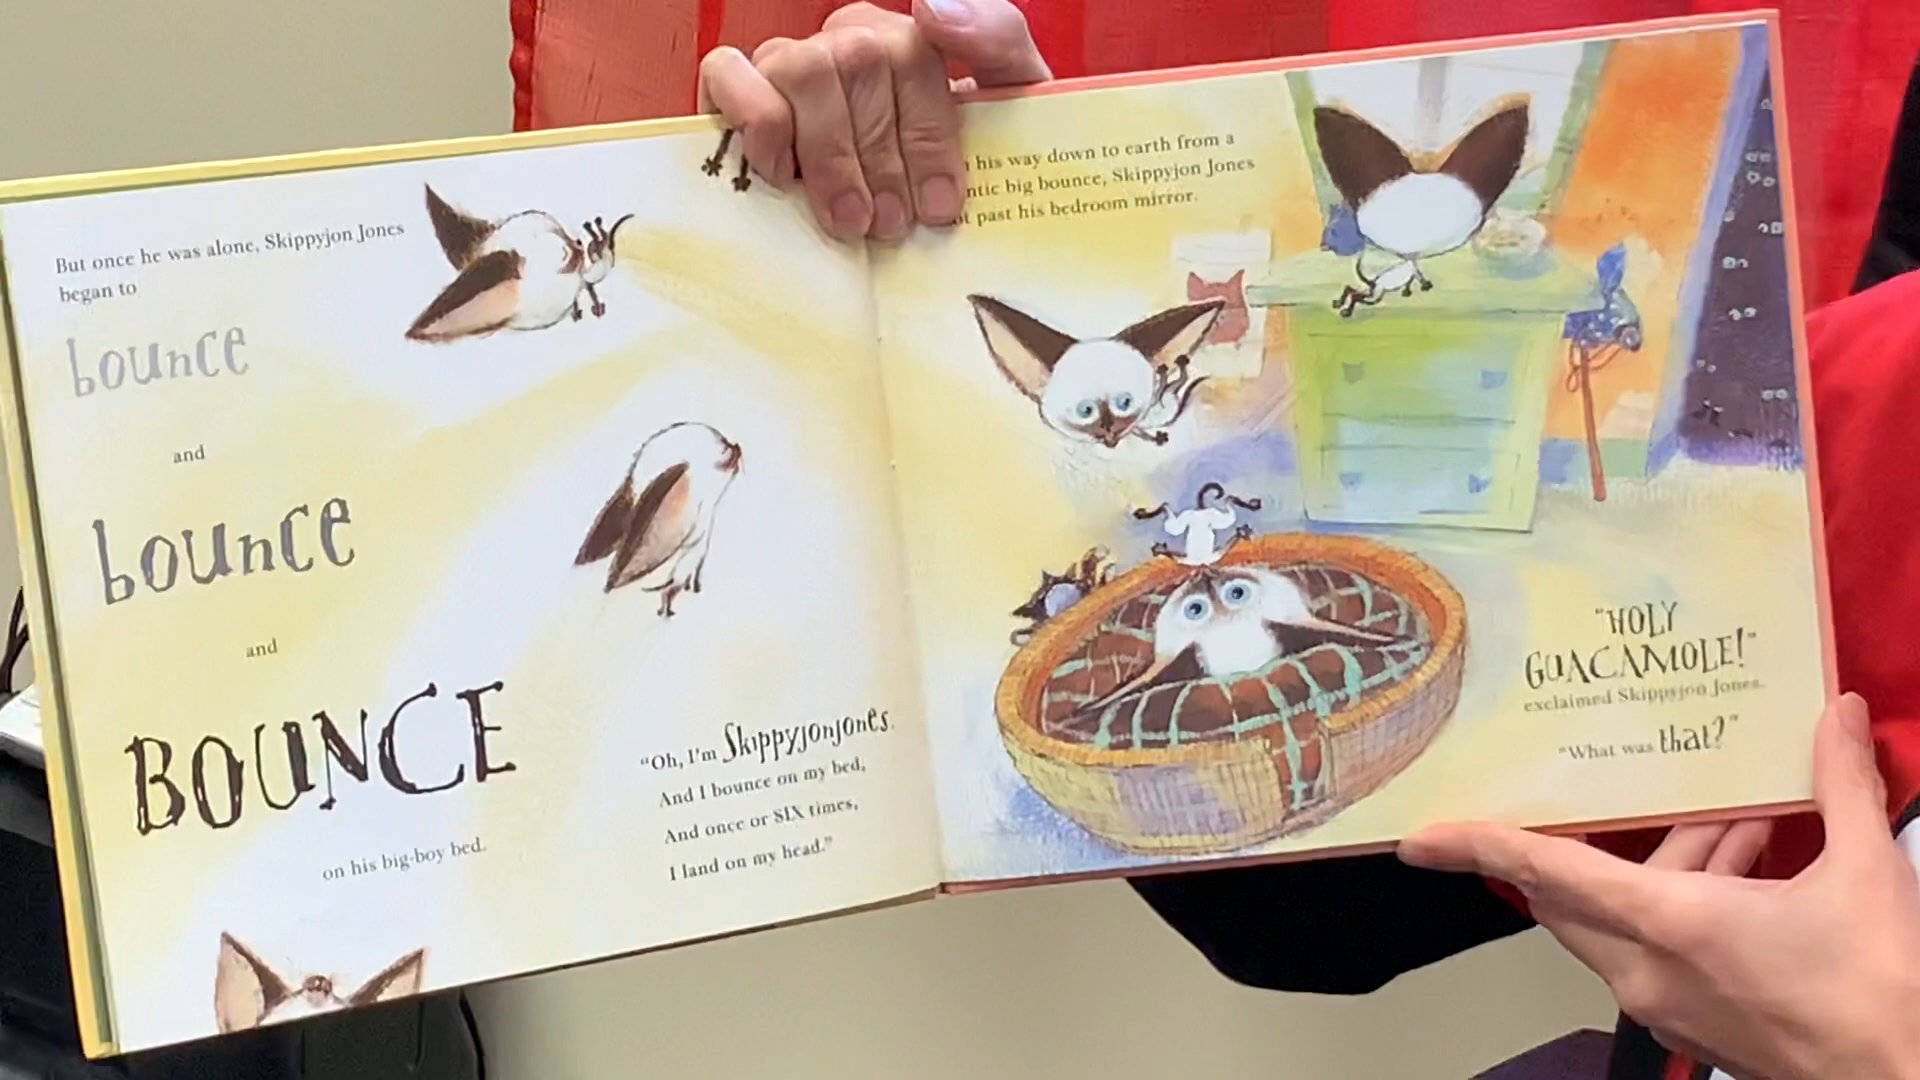 But once he was alone, Skippyjon Jones
began to
bounce
and
bounce
and
BOUNCE
on his big-boy bed.
"Oh, I'm Skippyjonjones.
And I bounce on my bed,
And once or SIX times,
I land on my head."
his way down to earth from a
big bounce, Skippyjon Jones
past his bedroom mirror.
"HOLY
GUACAMOLE!"
exclaimed Skippyjon Jones.
"What was that?"